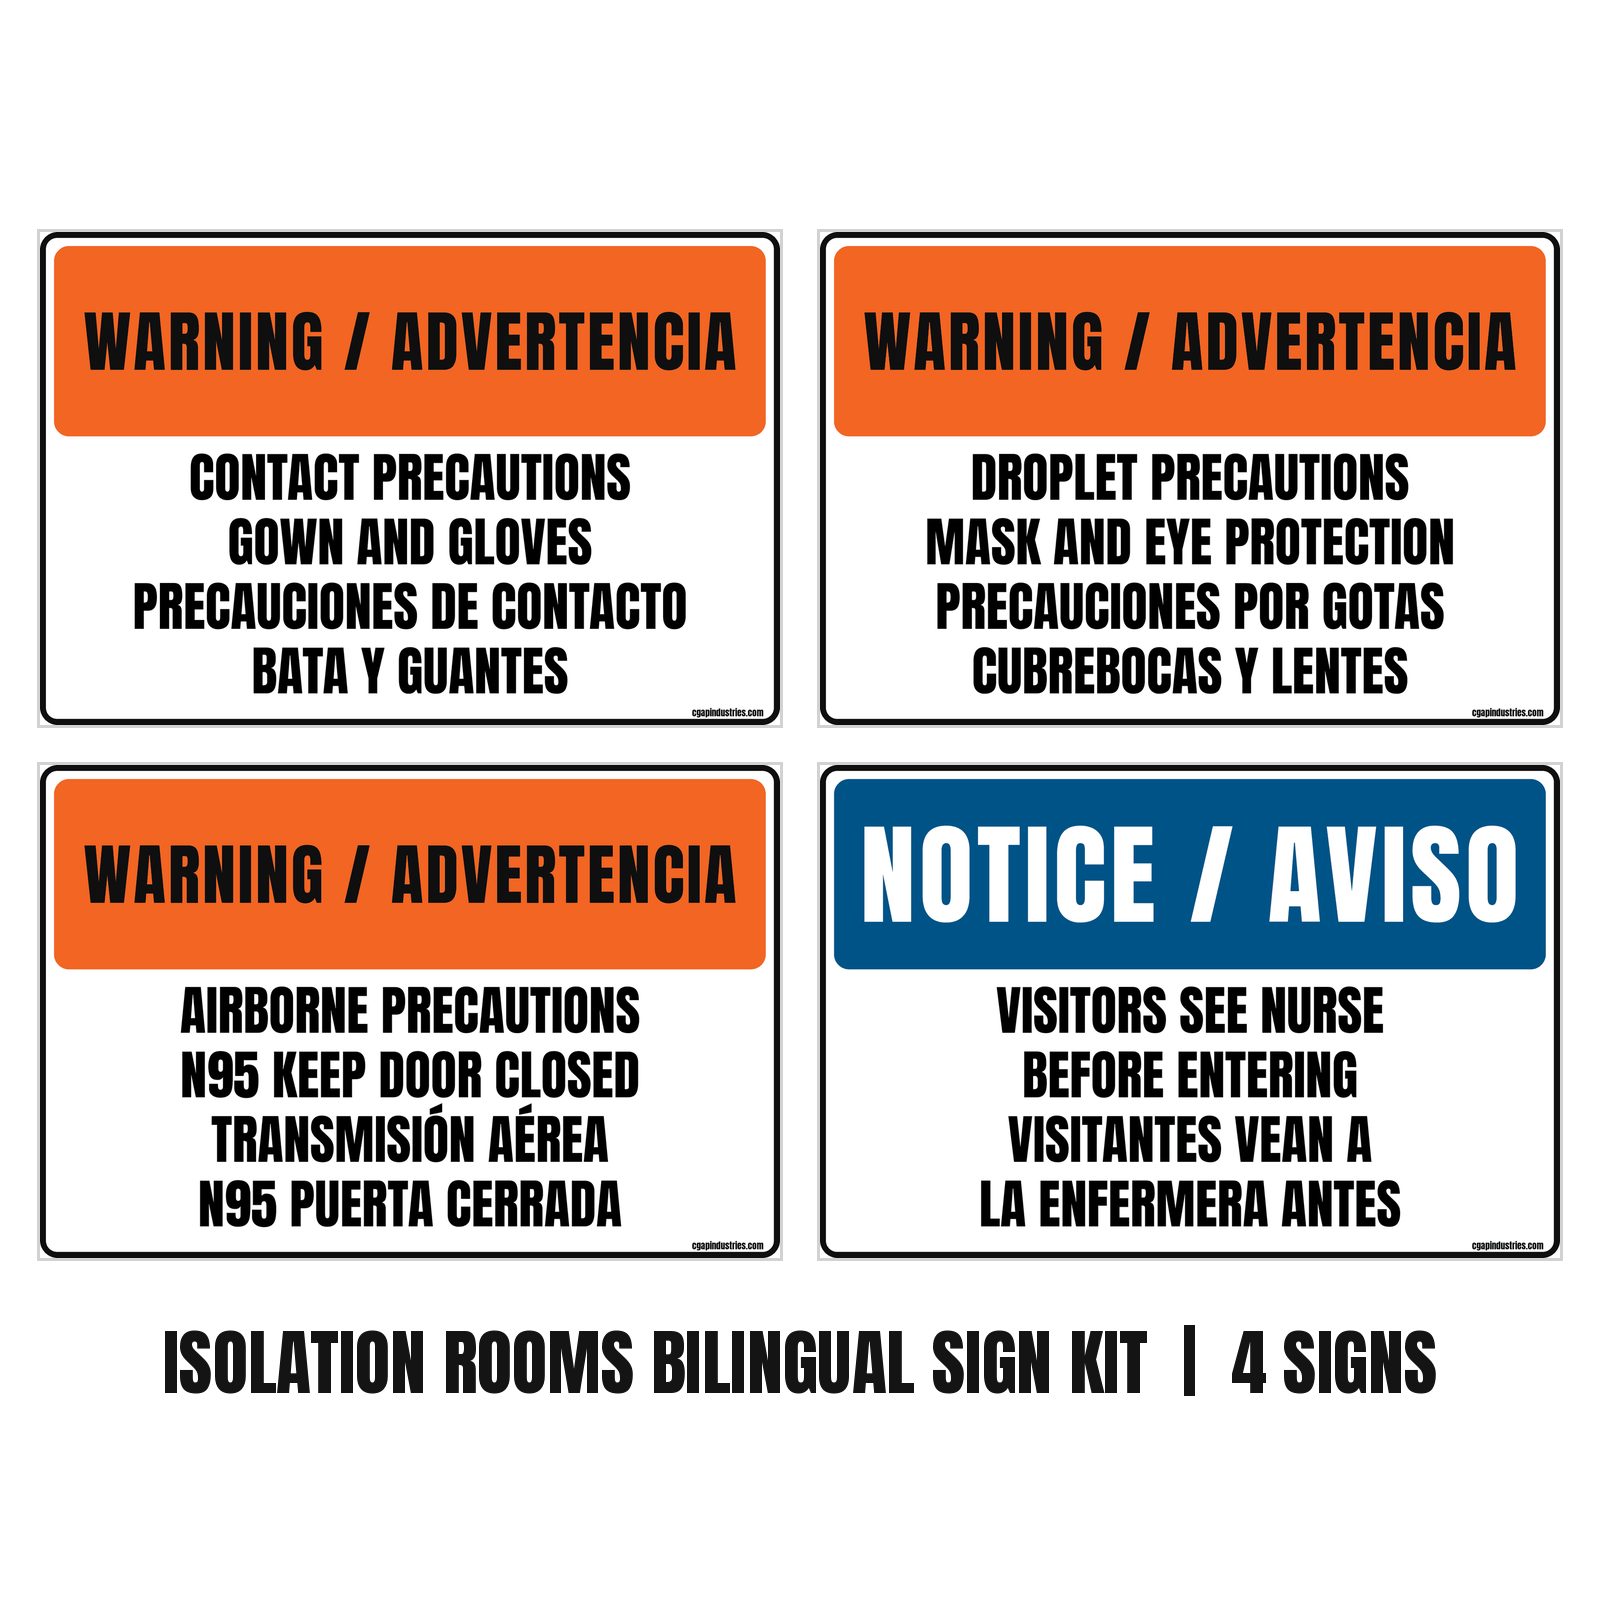 WARNING / ADVERTENCIA
CONTACT PRECAUTIONS
GOWN AND GLOVES
PRECAUCIONES DE CONTACTO
BATA Y GUANTES
cgapindustries.com
WARNING / ADVERTENCIA
DROPLET PRECAUTIONS
MASK AND EYE PROTECTION
PRECAUCIONES POR GOTAS
CUBREBOCAS Y LENTES
cgapindustries.com
WARNING / ADVERTENCIA
AIRBORNE PRECAUTIONS
N95 KEEP DOOR CLOSED
TRANSMISIÓN AÉREA
N95 PUERTA CERRADA
cgapindustries.com
NOTICE / AVISO
VISITORS SEE NURSE
BEFORE ENTERING
VISITANTES VEAN A
LA ENFERMERA ANTES
cgapindustries.com
ISOLATION ROOMS BILINGUAL SIGN KIT | 4 SIGNS